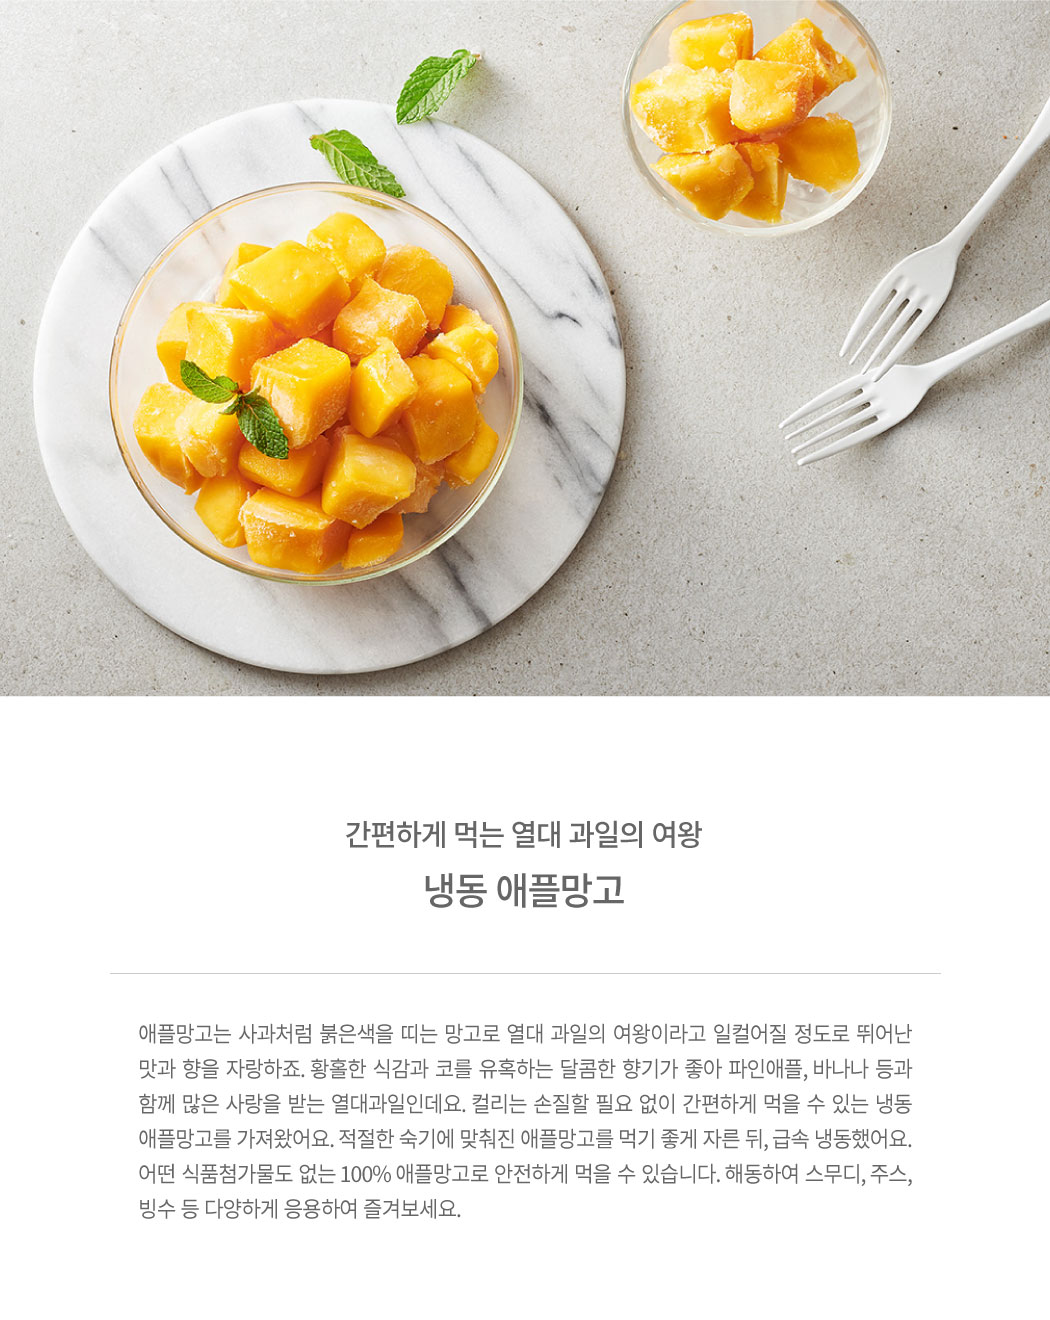 간편하게 먹는 열대 과일의 여왕
냉동 애플망고
애플망고는 사과처럼 붉은색을 띠는 망고로 열대 과일의 여왕이라고 일컬어질 정도로 뛰어난
맛과 향을 자랑하죠. 황홀한 식감과 코를 유혹하는 달콤한 향기가 좋아 파인애플, 바나나 등과
함께 많은 사랑을 받는 열대과일인데요. 컬리는 손질할 필요 없이 간편하게 먹을 수 있는 냉동
애플망고를 가져왔어요. 적절한 숙기에 맞춰진 애플망고를 먹기 좋게 자른 뒤, 급속 냉동했어요.
어떤 식품첨가물도 없는 100% 애플망고로 안전하게 먹을 수 있습니다. 해동하여 스무디, 주스,
빙수 등 다양하게 응용하여 즐겨보세요.